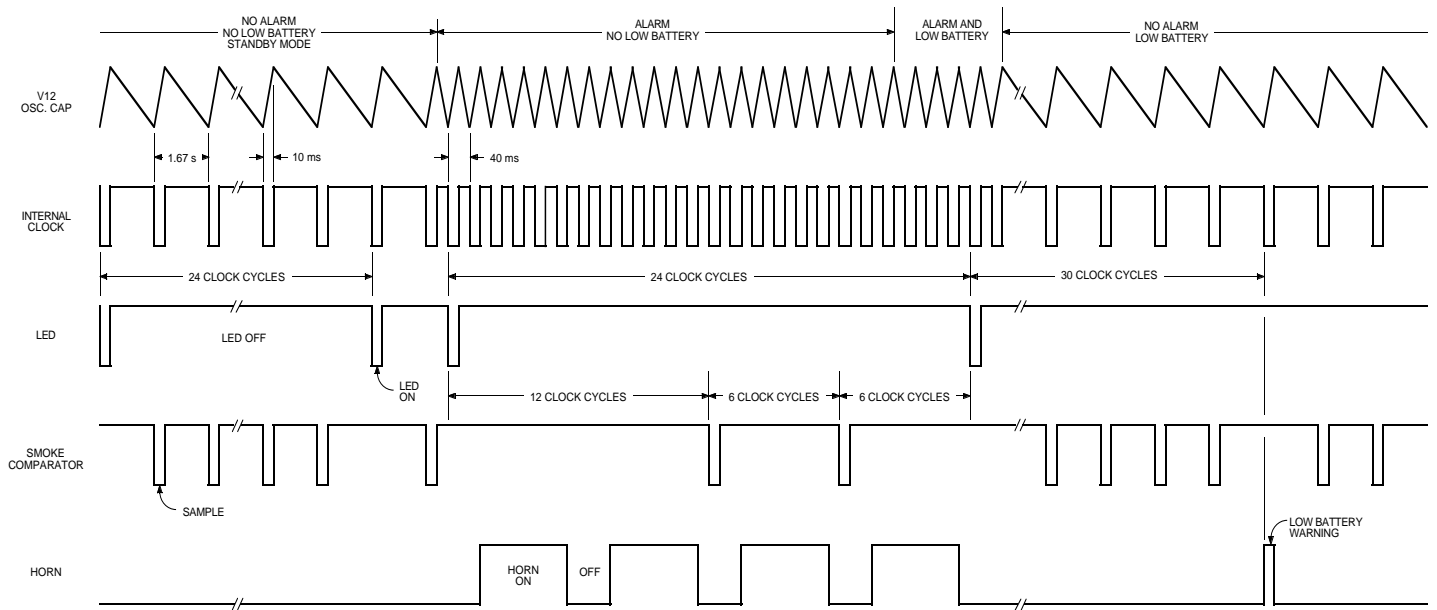 NO ALARM
NO LOW BATTERY
STANDBY MODE
ALARM
NO LOW BATTERY
ALARM AND
LOW BATTERY
NO ALARM
LOW BATTERY
V12
OSC. CAP
1.67 s
10 ms
40 ms
INTERNAL
CLOCK
24 CLOCK CYCLES
24 CLOCK CYCLES
30 CLOCK CYCLES
LED
LED OFF
LED
ON
12 CLOCK CYCLES
6 CLOCK CYCLES
6 CLOCK CYCLES
SMOKE
COMPARATOR
SAMPLE
LOW BATTERY
WARNING
HORN
HORN
ON
OFF